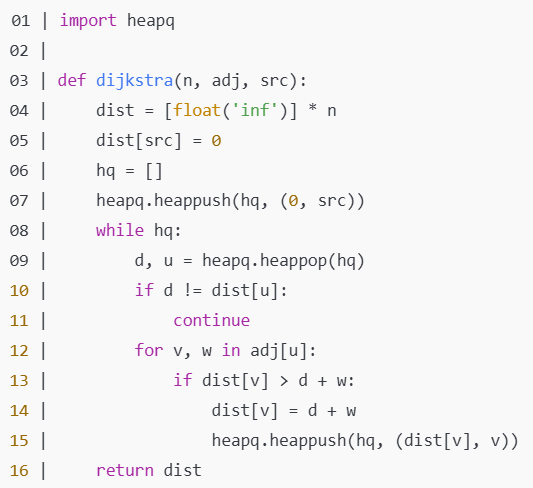 01 | import heapq
02 |
03 | def dijkstra(n, adj, src):
04 |     dist = [float('inf')] * n
05 |     dist[src] = 0
06 |     hq = []
07 |     heapq.heappush(hq, (0, src))
08 |     while hq:
09 |         d, u = heapq.heappop(hq)
10 |         if d != dist[u]:
11 |             continue
12 |         for v, w in adj[u]:
13 |             if dist[v] > d + w:
14 |                 dist[v] = d + w
15 |                 heapq.heappush(hq, (dist[v], v))
16 |     return dist